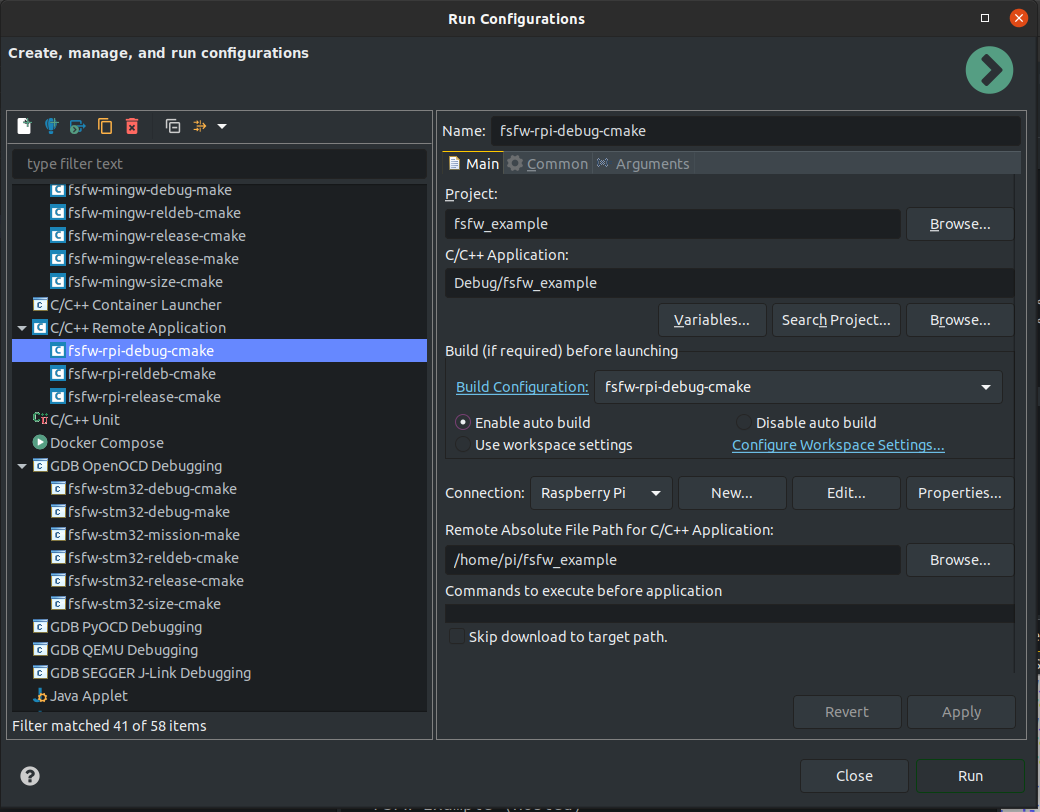 Run Configurations
Create, manage, and run configurations
type filter text
fsfw-mingw-debug-make
fsfw-mingw-reldeb-cmake
fsfw-mingw-release-cmake
fsfw-mingw-release-make
fsfw-mingw-size-cmake
C/C++ Container Launcher
C/C++ Remote Application
fsfw-rpi-debug-cmake
fsfw-rpi-reldeb-cmake
fsfw-rpi-release-cmake
C/C++ Unit
Docker Compose
GDB OpenOCD Debugging
fsfw-stm32-debug-cmake
fsfw-stm32-debug-make
fsfw-stm32-mission-make
fsfw-stm32-reldeb-cmake
fsfw-stm32-release-cmake
fsfw-stm32-size-cmake
GDB PyOCD Debugging
GDB QEMU Debugging
GDB SEGGER J-Link Debugging
Java Applet
Filter matched 41 of 58 items
Name: fsfw-rpi-debug-cmake
Main Common Arguments
Project:
fsfw_example Browse...
C/C++ Application:
Debug/fsfw_example
Variables... Search Project... Browse...
Build (if required) before launching
Build Configuration: fsfw-rpi-debug-cmake
Enable auto build Disable auto build
Use workspace settings Configure Workspace Settings...
Connection: Raspberry Pi New... Edit... Properties...
Remote Absolute File Path for C/C++ Application:
/home/pi/fsfw_example Browse...
Commands to execute before application
Skip download to target path.
Revert Apply
Close Run